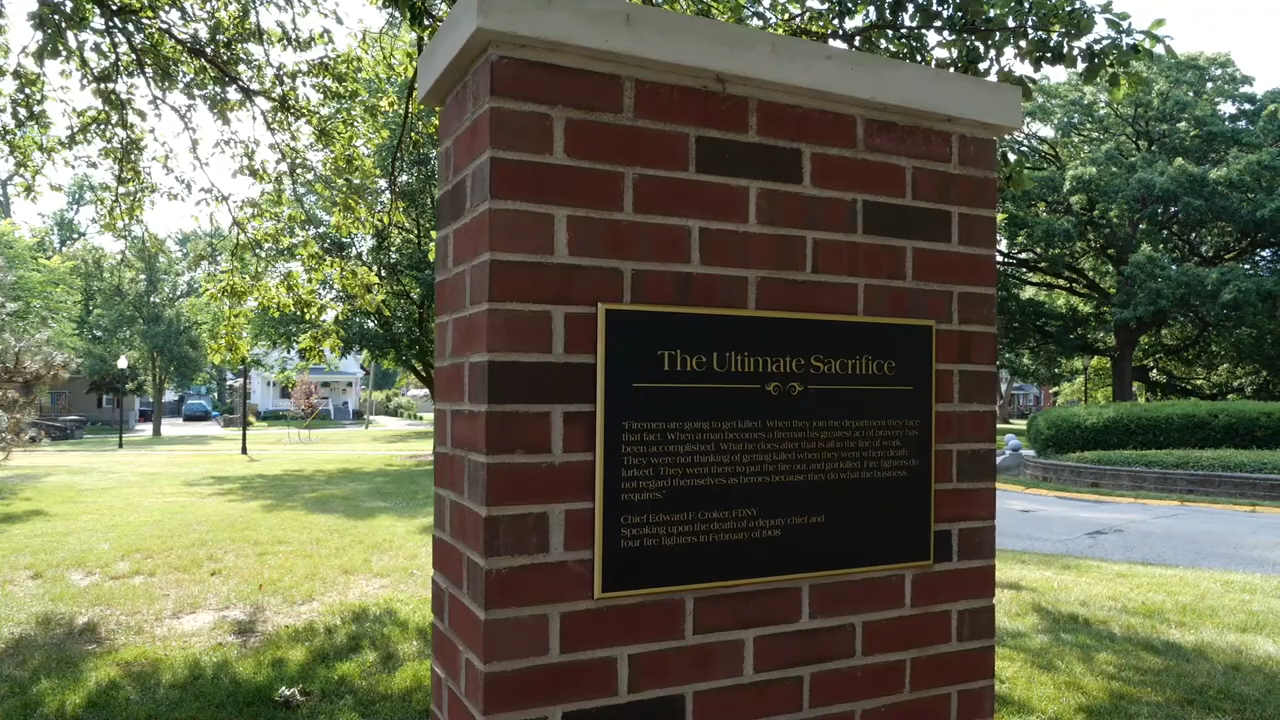 The Ultimate Sacrifice
"Firemen are going to get killed. When they join the department they face
that fact. When a man becomes a fireman his greatest act of bravery has
been accomplished. What he does after that is all in the line of work.
They were not thinking of getting killed when they went where death
lurked. They went there to put the fire out, and got killed. Fire fighters do
not regard themselves as heroes because they do what the business
requires."
Chief Edward F. Croker, FDNY
Speaking upon the death of a deputy chief and
four fire fighters in February of 1908